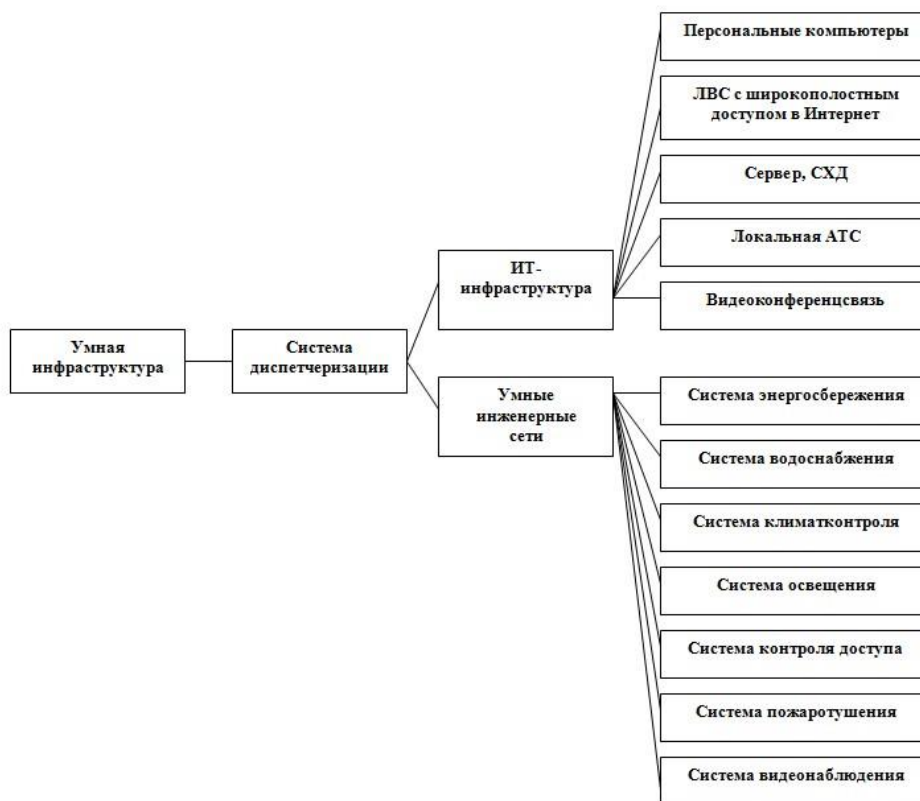 Персональные компьютеры
ЛВС с широкополостным
доступом в Интернет
Сервер, СХД
Локальная АТС
Видеоконференцсвязь
ИТ-
инфраструктура
Умная
инфраструктура
Система
диспетчеризации
Умные
инженерные
сети
Система энергосбережения
Система водоснабжения
Система климатконтроля
Система освещения
Система контроля доступа
Система пожаротушения
Система видеонаблюдения